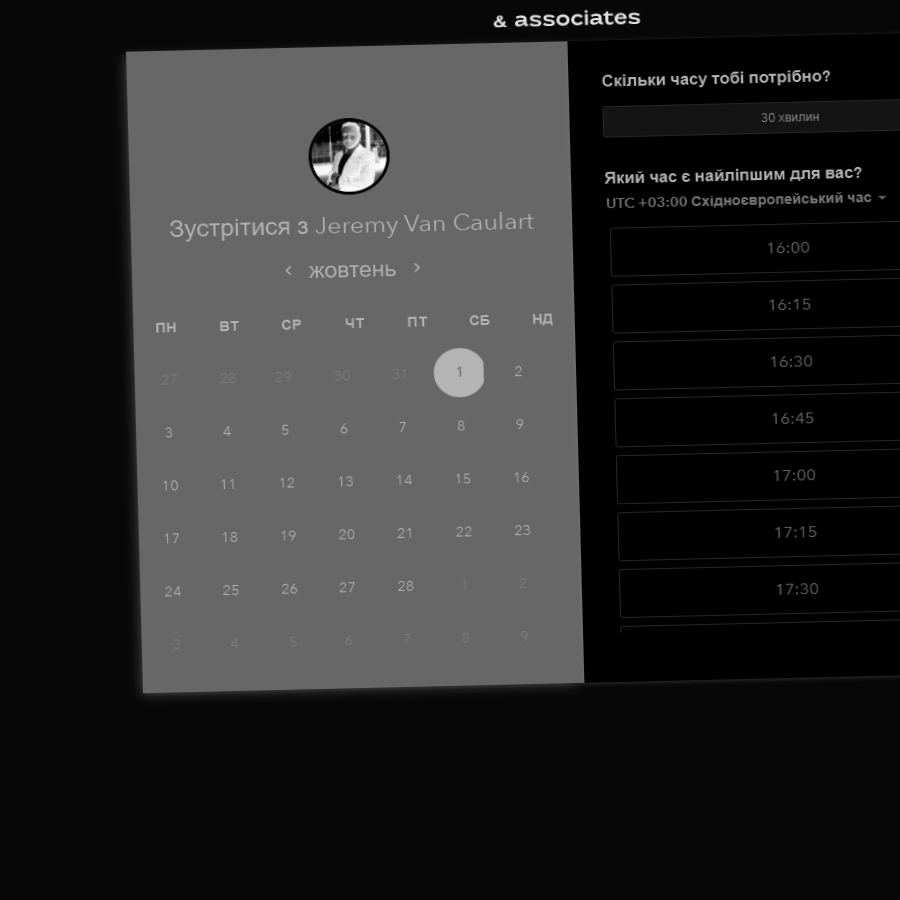 & associates
Зустрітися з Jeremy Van Caulart
жовтень
ПН ВТ СР ЧТ ПТ СБ НД
27 28 29 30 31 1 2
3 4 5 6 7 8 9
10 11 12 13 14 15 16
17 18 19 20 21 22 23
24 25 26 27 28 1 2
3 4 5 6 7 8 9
Скільки часу тобі потрібно?
30 хвилин
Який час є найліпшим для вас?
UTC +03:00 Східноєвропейський час
16:00
16:15
16:30
16:45
17:00
17:15
17:30